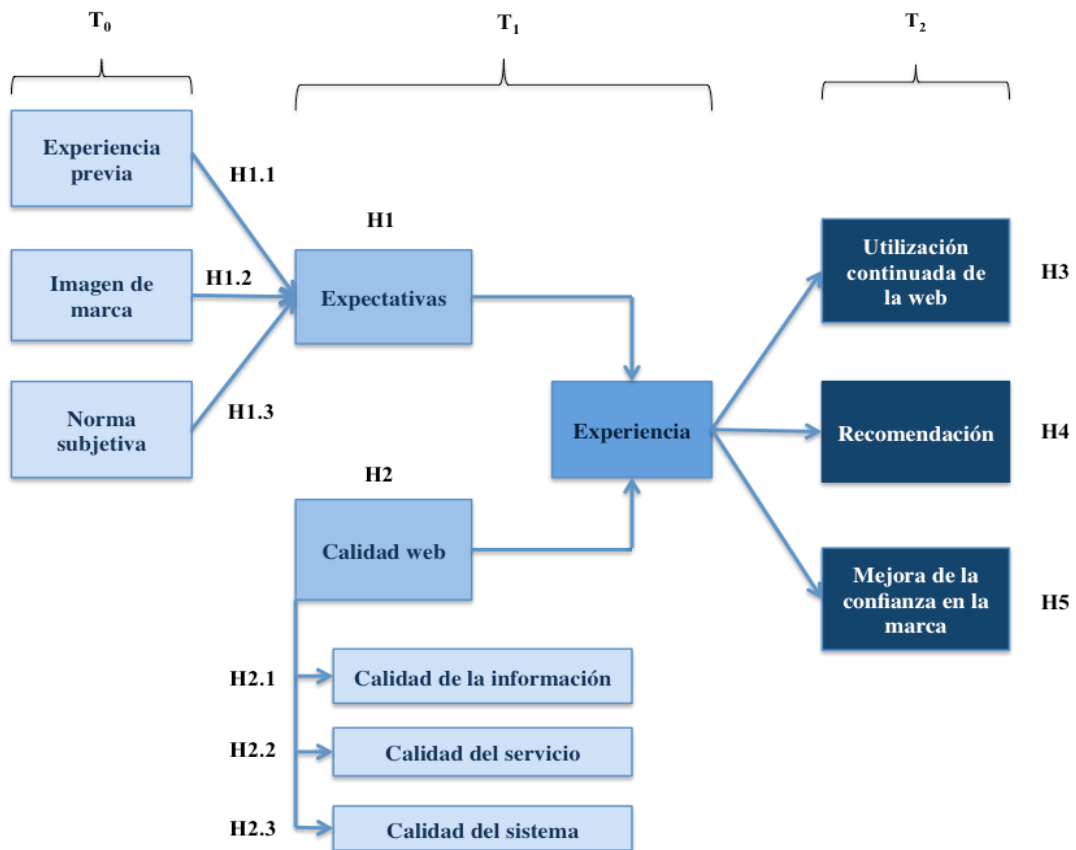 T0
T1
T2
Experiencia
previa
H1.1
H1
Imagen de
marca
H1.2
Expectativas
Utilización
continuada de
la web
H3
Norma
subjetiva
H1.3
Experiencia
Recomendación
H4
H2
Calidad web
Mejora de la
confianza en la
marca
H5
H2.1
Calidad de la información
H2.2
Calidad del servicio
H2.3
Calidad del sistema